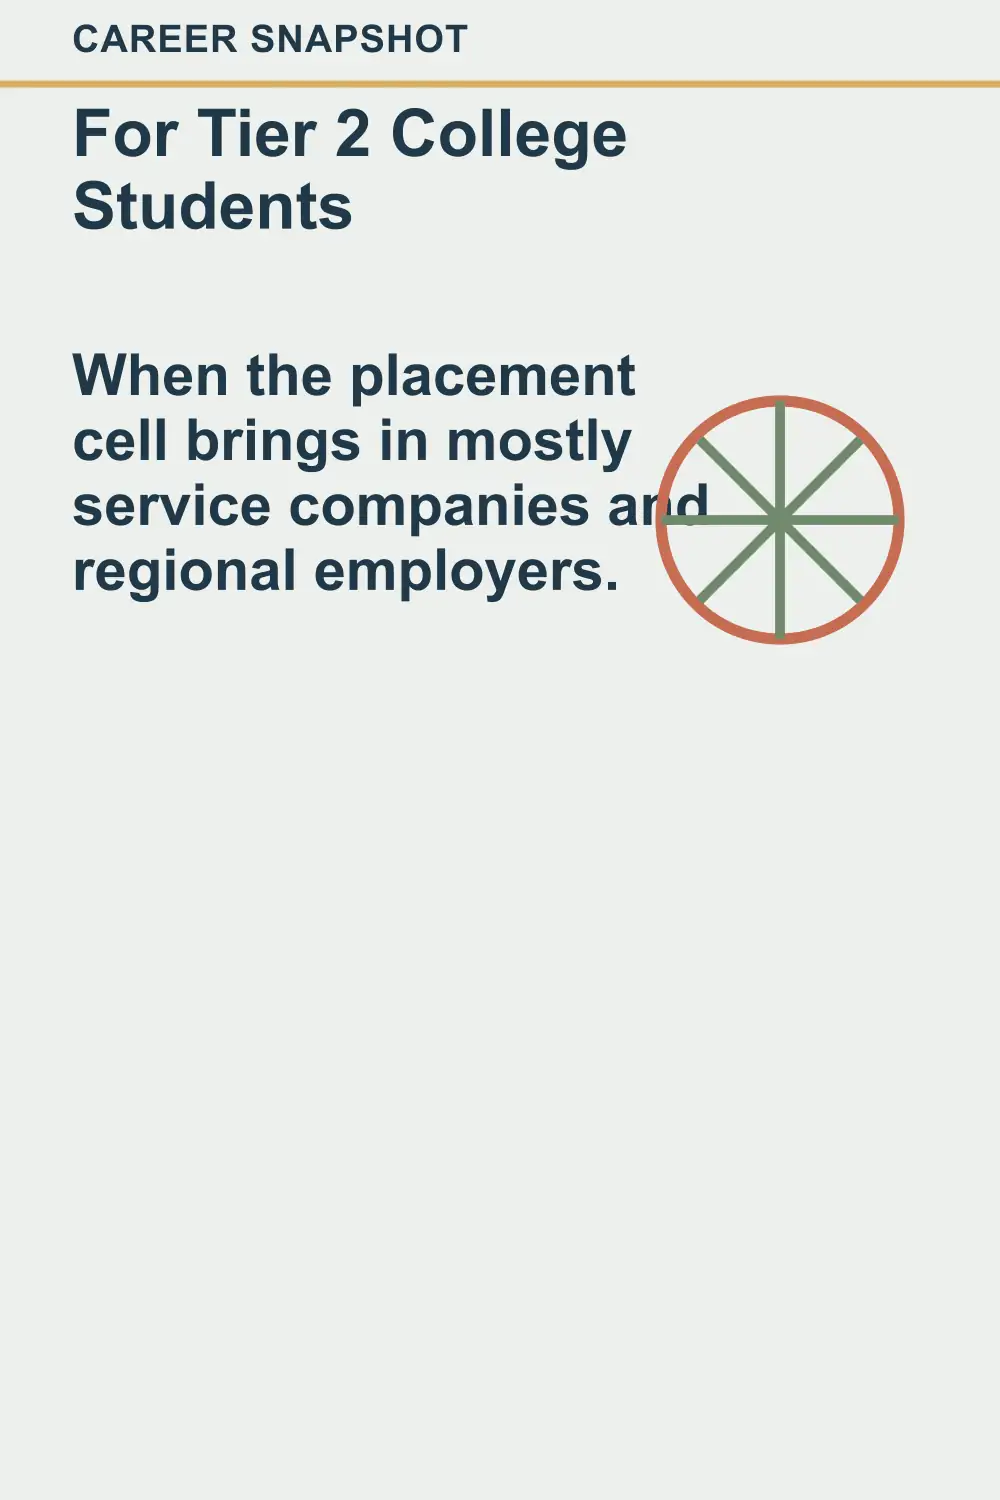 CAREER SNAPSHOT
For Tier 2 College
Students
When the placement
cell brings in mostly
service companies and
regional employers.